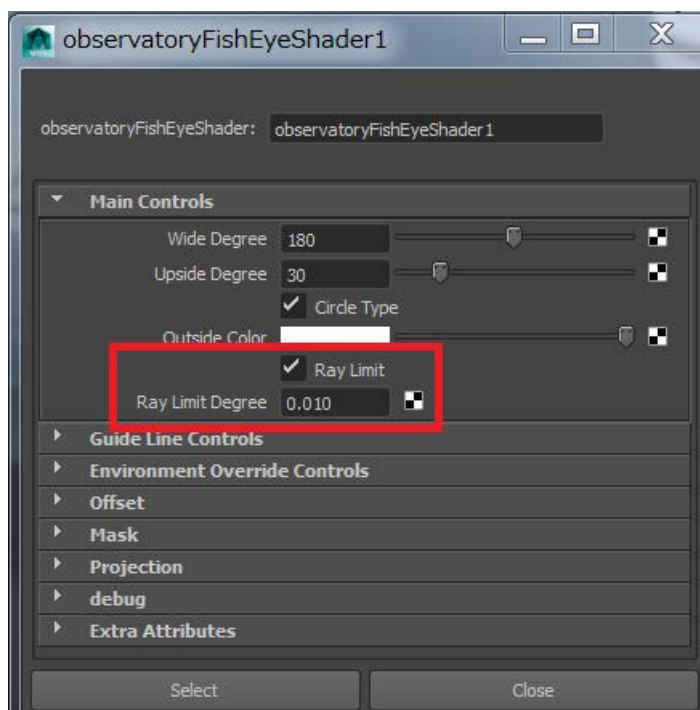 observatoryFishEyeShader1
observatoryFishEyeShader: observatoryFishEyeShader1
Main Controls
Wide Degree 180
Upside Degree 30
Circle Type
Outside Color
Ray Limit
Ray Limit Degree 0.010
Guide Line Controls
Environment Override Controls
Offset
Mask
Projection
debug
Extra Attributes
Select Close